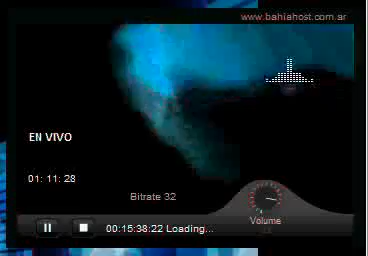 www.bahiahost.com.ar
EN VIVO
01: 11: 28
Bitrate 32
Volume
00:15:38:22 Loading...